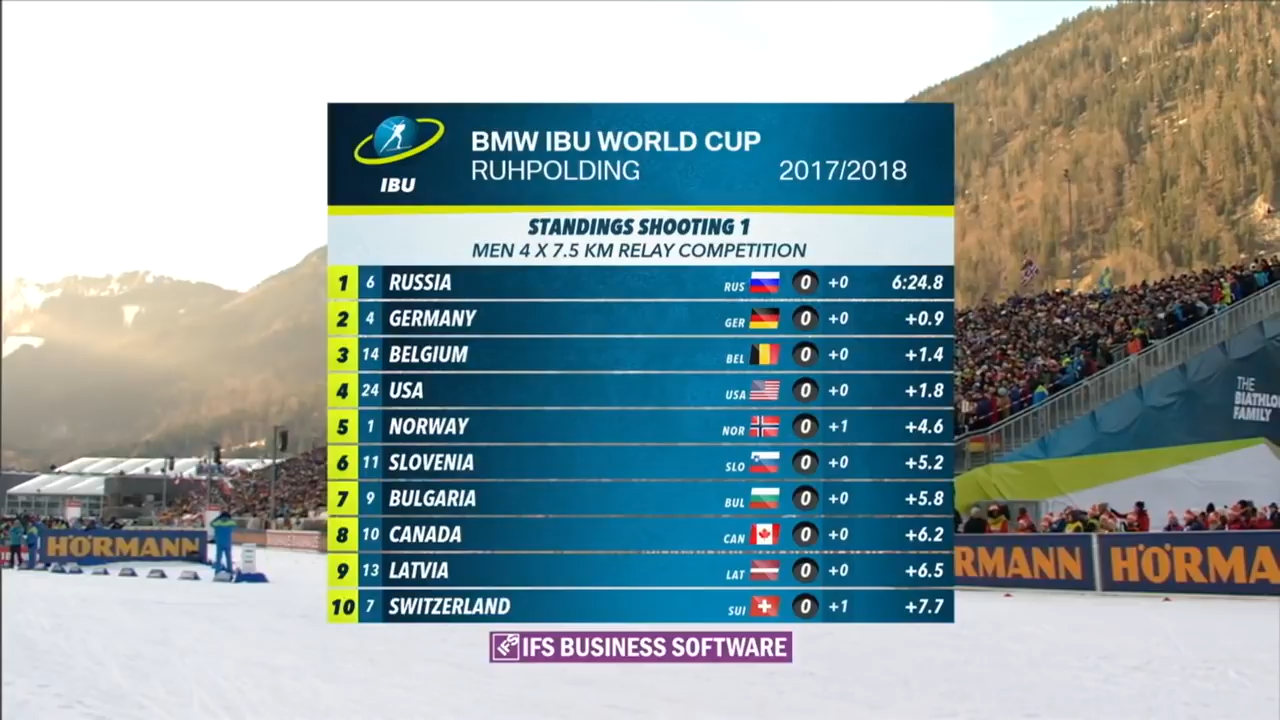 IBU
BMW IBU WORLD CUP
RUHPOLDING 2017/2018
STANDINGS SHOOTING 1
MEN 4 X 7.5 KM RELAY COMPETITION
1 6 RUSSIA RUS 0 +0 6:24.8
2 4 GERMANY GER 0 +0 +0.9
3 14 BELGIUM BEL 0 +0 +1.4
4 24 USA USA 0 +0 +1.8
5 1 NORWAY NOR 0 +1 +4.6
6 11 SLOVENIA SLO 0 +0 +5.2
7 9 BULGARIA BUL 0 +0 +5.8
8 10 CANADA CAN 0 +0 +6.2
9 13 LATVIA LAT 0 +0 +6.5
10 7 SWITZERLAND SUI 0 +1 +7.7
IFS IFS BUSINESS SOFTWARE
THE
BIATHLO
FAMILY
HÖRMANN
RMANN
HÖRMA